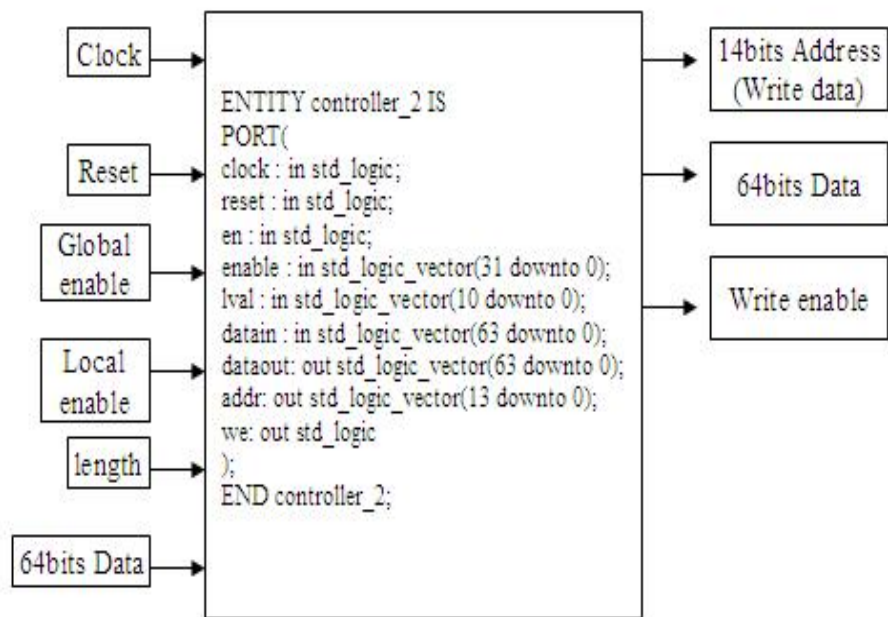 Clock
Reset
Global
enable
Local
enable
length
64bits Data
ENTITY controller_2 IS
PORT(
clock : in std_logic;
reset : in std_logic;
en : in std_logic;
enable : in std_logic_vector(31 downto 0);
lval : in std_logic_vector(10 downto 0);
datain : in std_logic_vector(63 downto 0);
dataout: out std_logic_vector(63 downto 0);
addr: out std_logic_vector(13 downto 0);
we: out std_logic
);
END controller_2;
14bits Address
(Write data)
64bits Data
Write enable